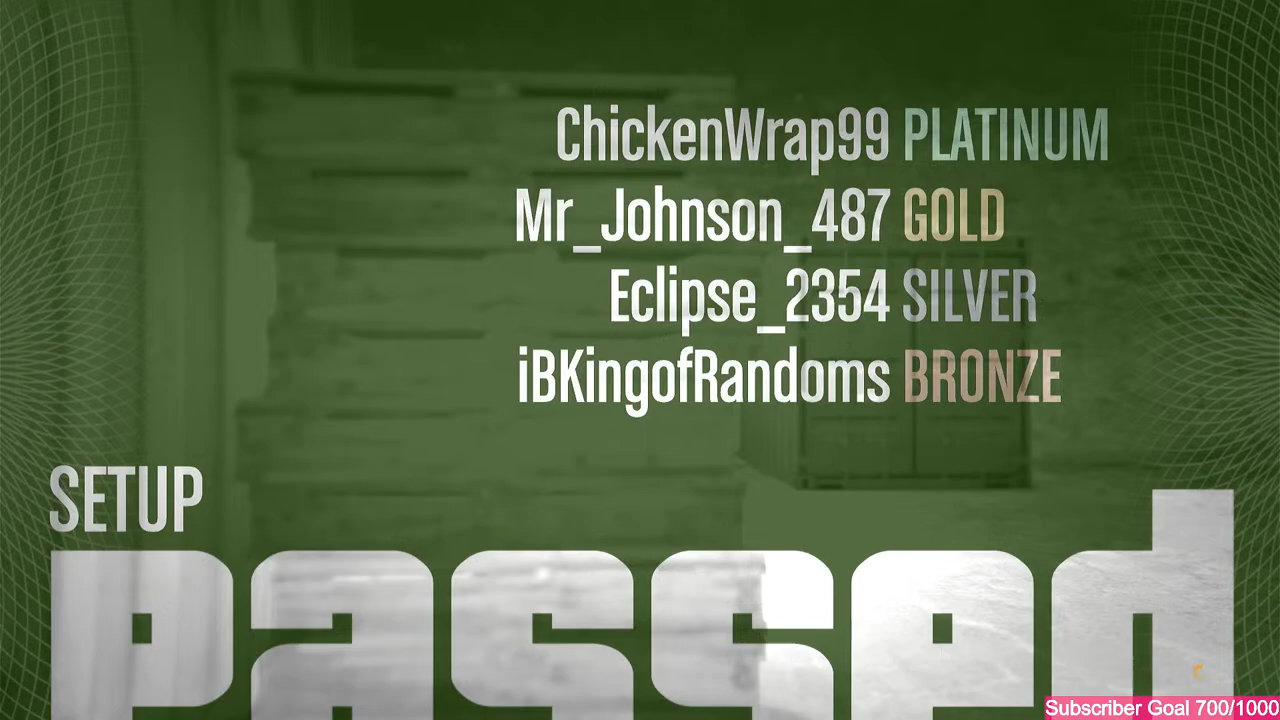 ChickenWrap99 PLATINUM
Mr_Johnson_487 GOLD
Eclipse_2354 SILVER
iBKingofRandoms BRONZE
SETUP
passed
Subscriber Goal 700/1000